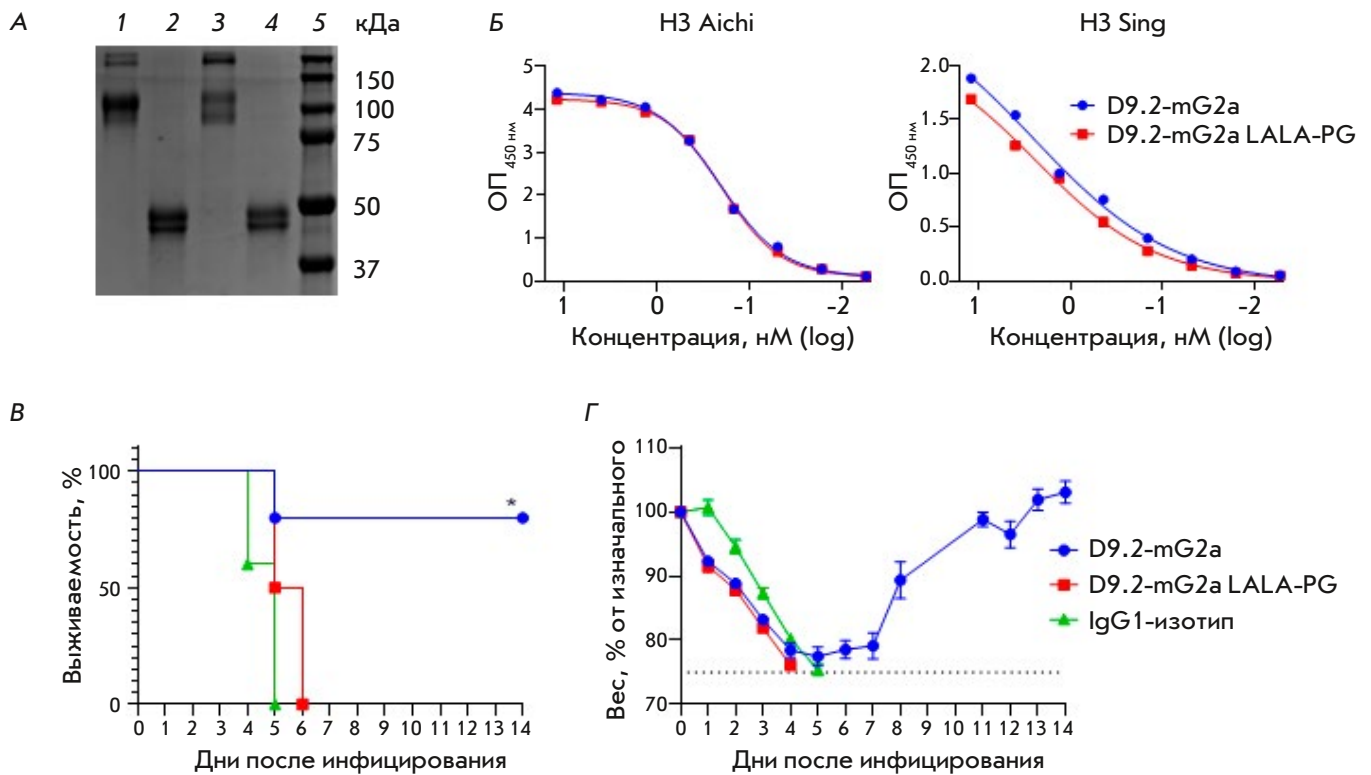 А
1 2 3 4 5 кДа
150
100
75
50
37
Б
H3 Aichi
ОП450 нм
5
4
3
2
1
0
1 0 -1 -2
Концентрация, нМ (log)
H3 Sing
ОП450 нм
2.0
1.5
1.0
0.5
0.0
1 0 -1 -2
Концентрация, нМ (log)
D9.2-mG2a
D9.2-mG2a LALA-PG
В
Выживаемость, %
100
50
0
*
0 1 2 3 4 5 6 7 8 9 10 11 12 13 14
Дни после инфицирования
Г
Вес, % от изначального
110
100
90
80
70
0 1 2 3 4 5 6 7 8 9 10 11 12 13 14
Дни после инфицирования
D9.2-mG2a
D9.2-mG2a LALA-PG
IgG1-изотип